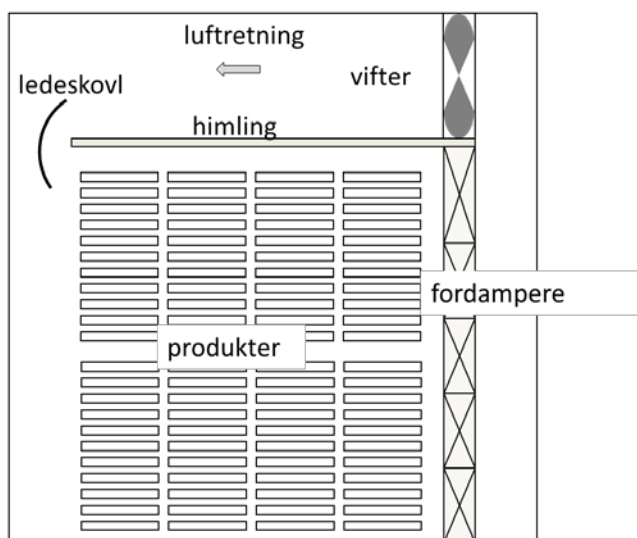 luftretning
vifter
ledeskovl
himling
fordampere
produkter